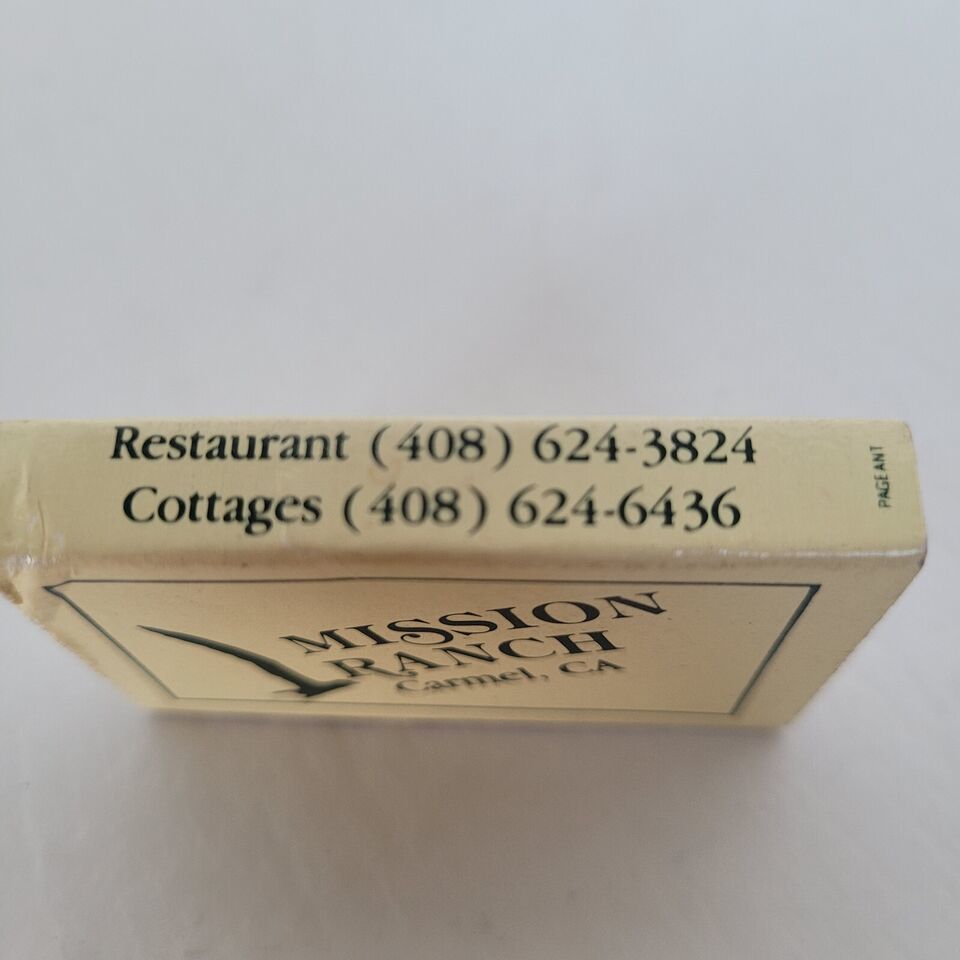 Restaurant (408) 624-3824
Cottages (408) 624-6436
PAGEANT
MISSION
RANCH
Carmel, CA